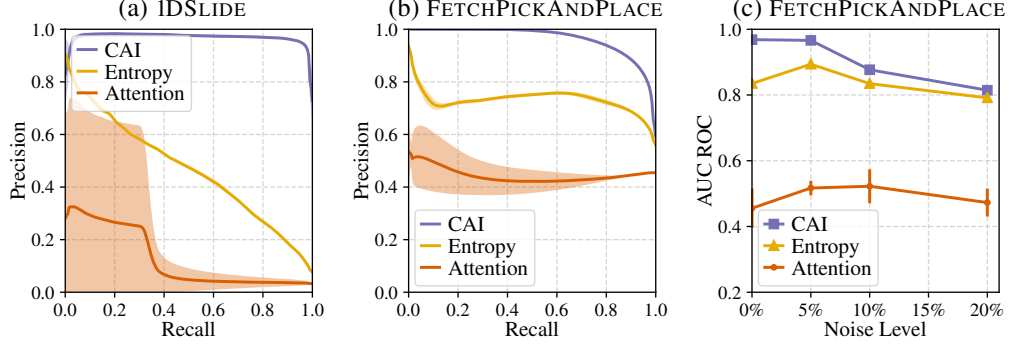 (a) 1DSLIDE
1.0
0.8
0.6
0.4
0.2
0.0
Precision
CAI
Entropy
Attention
0.0 0.2 0.4 0.6 0.8 1.0
Recall
(b) FETCHPICKANDPLACE
1.0
0.8
0.6
0.4
0.2
0.0
Precision
CAI
Entropy
Attention
0.0 0.2 0.4 0.6 0.8 1.0
Recall
(c) FETCHPICKANDPLACE
1.0
0.8
0.6
0.4
0.2
AUC ROC
CAI
Entropy
Attention
0% 5% 10% 15% 20%
Noise Level